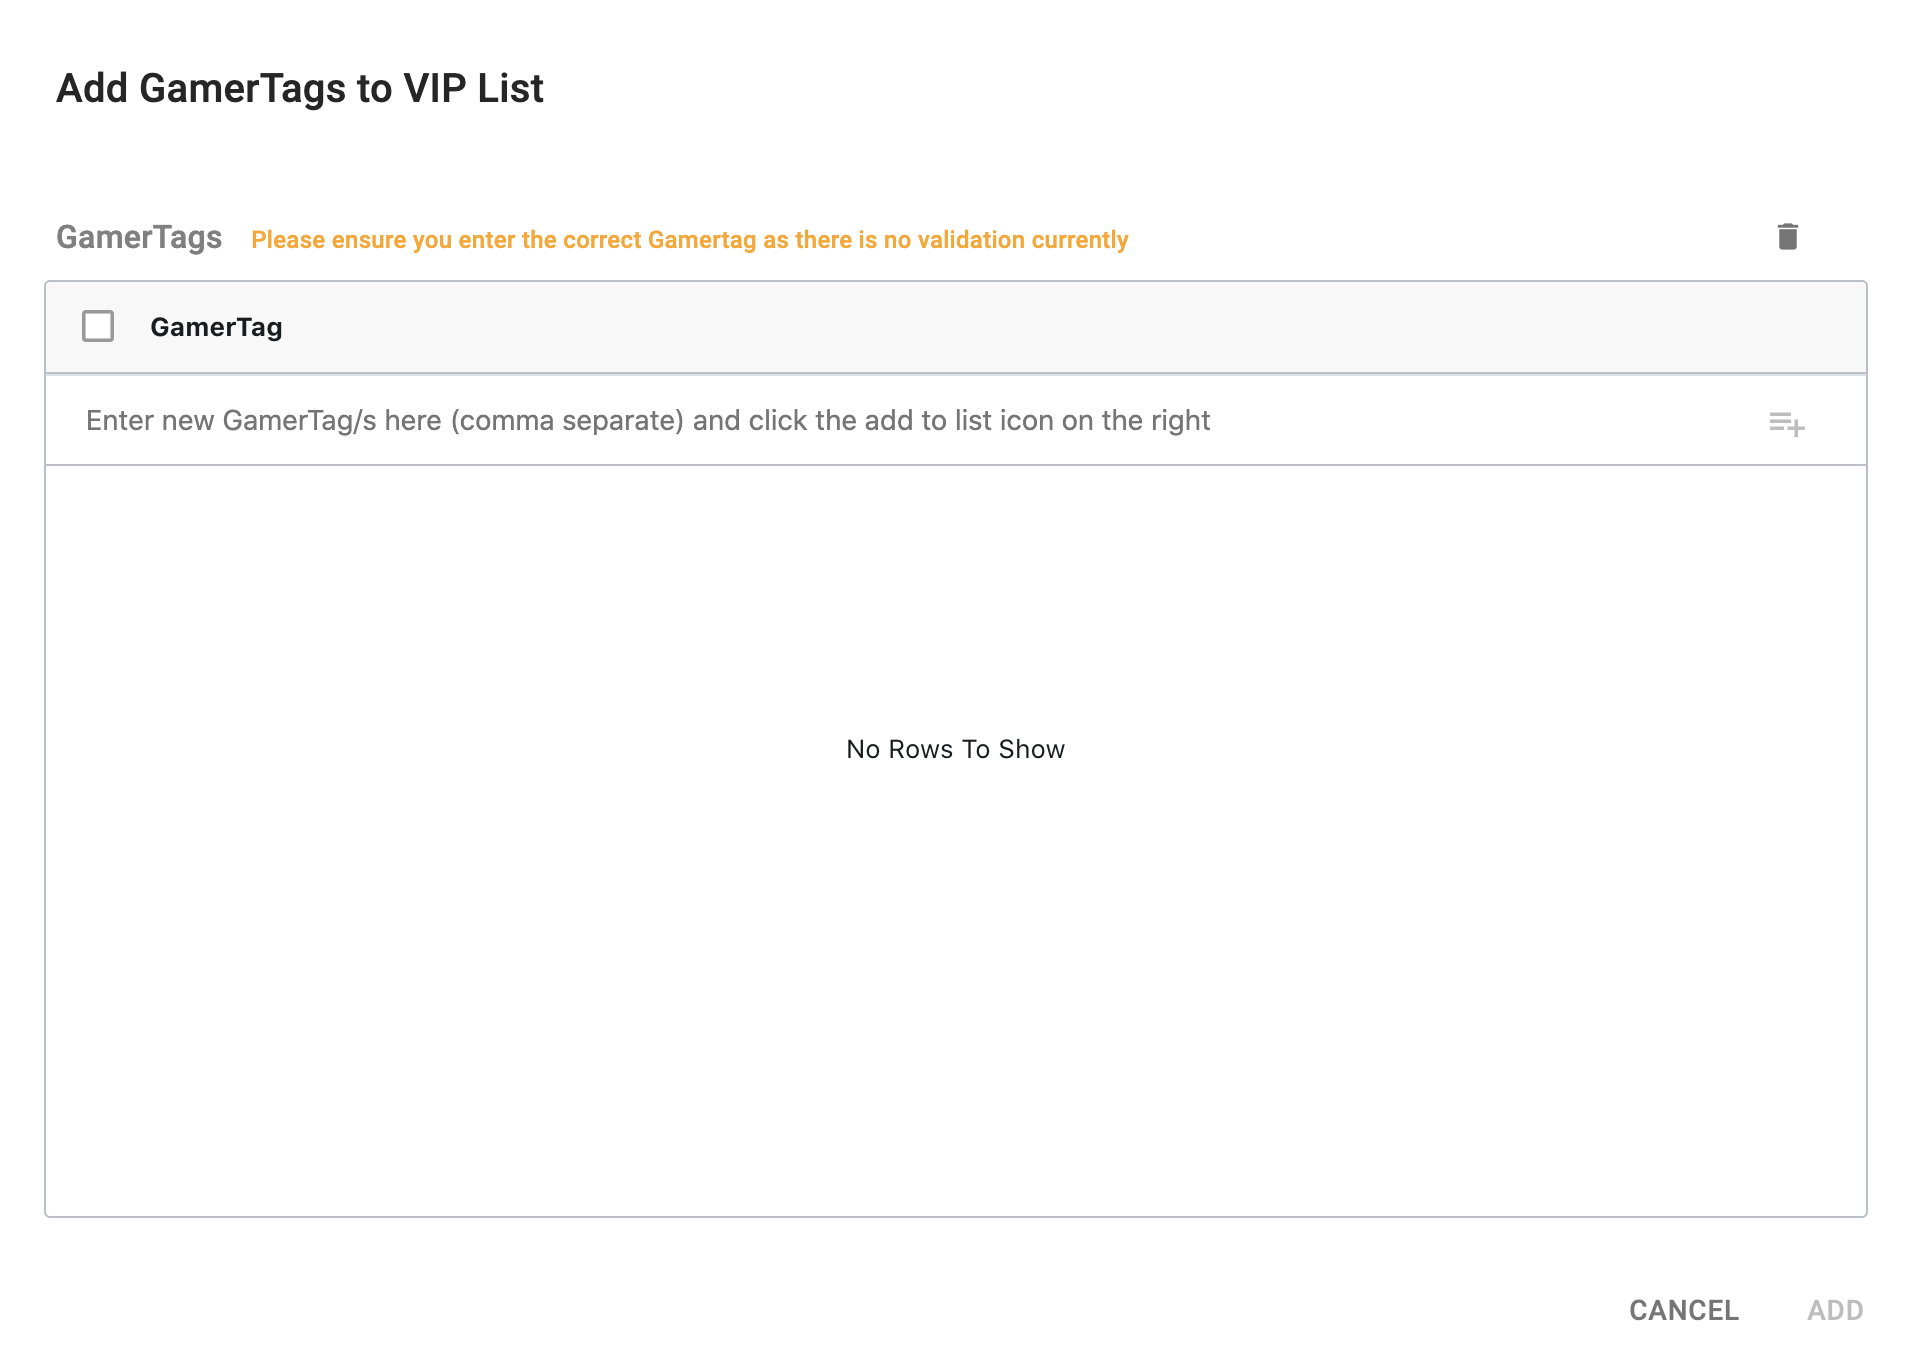 Add GamerTags to VIP List
GamerTags Please ensure you enter the correct Gamertag as there is no validation currently
GamerTag
Enter new GamerTag/s here (comma separate) and click the add to list icon on the right
No Rows To Show
CANCEL ADD